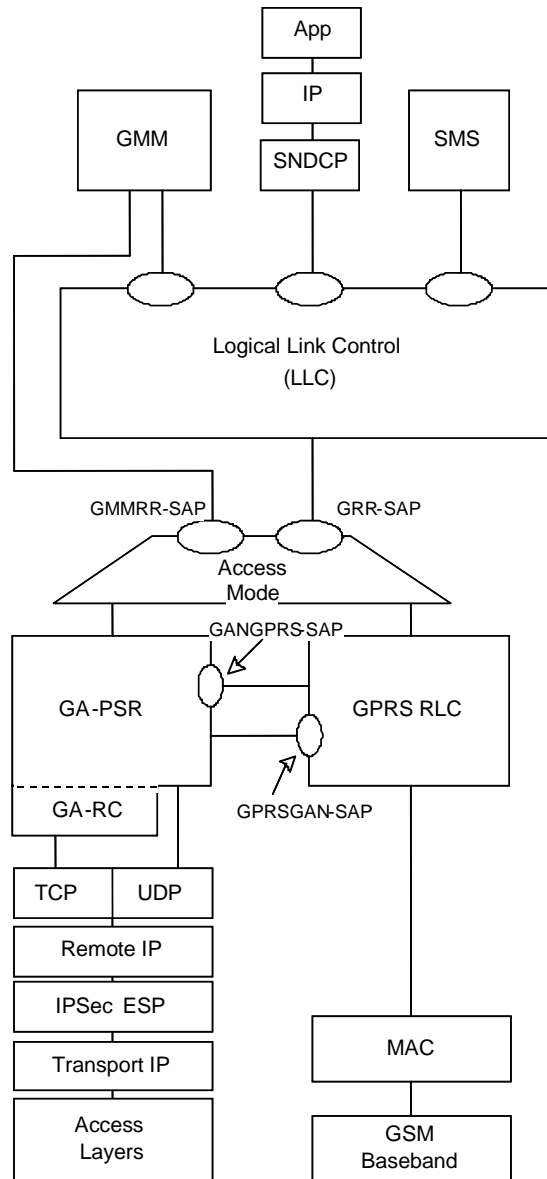 App
IP
GMM
SMS
SNDCP
Logical Link Control
(LLC)
GMMRR-SAP
GRR-SAP
Access
Mode
GANGPRS-SAP
GA-PSR
GPRS RLC
GA-RC
GPRSGAN-SAP
TCP
UDP
Remote IP
IPSec ESP
Transport IP
MAC
Access
Layers
GSM
Baseband